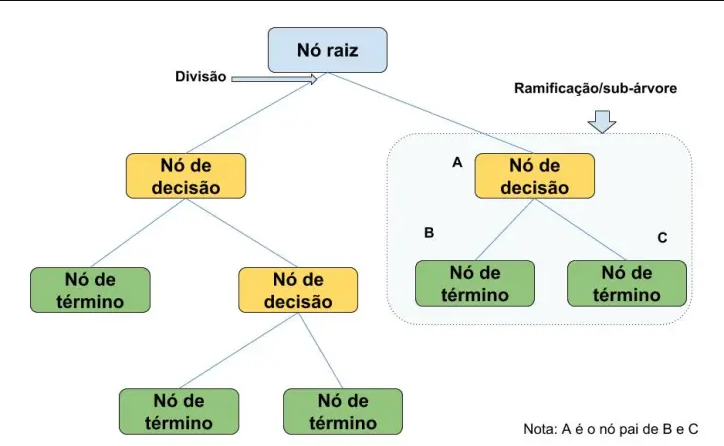 Nó raiz
Divisão
Ramificação/sub-árvore
Nó de
decisão
A
Nó de
decisão
B
C
Nó de
término
Nó de
decisão
Nó de
término
Nó de
término
Nó de
término
Nó de
término
Nota: A é o nó pai de B e C